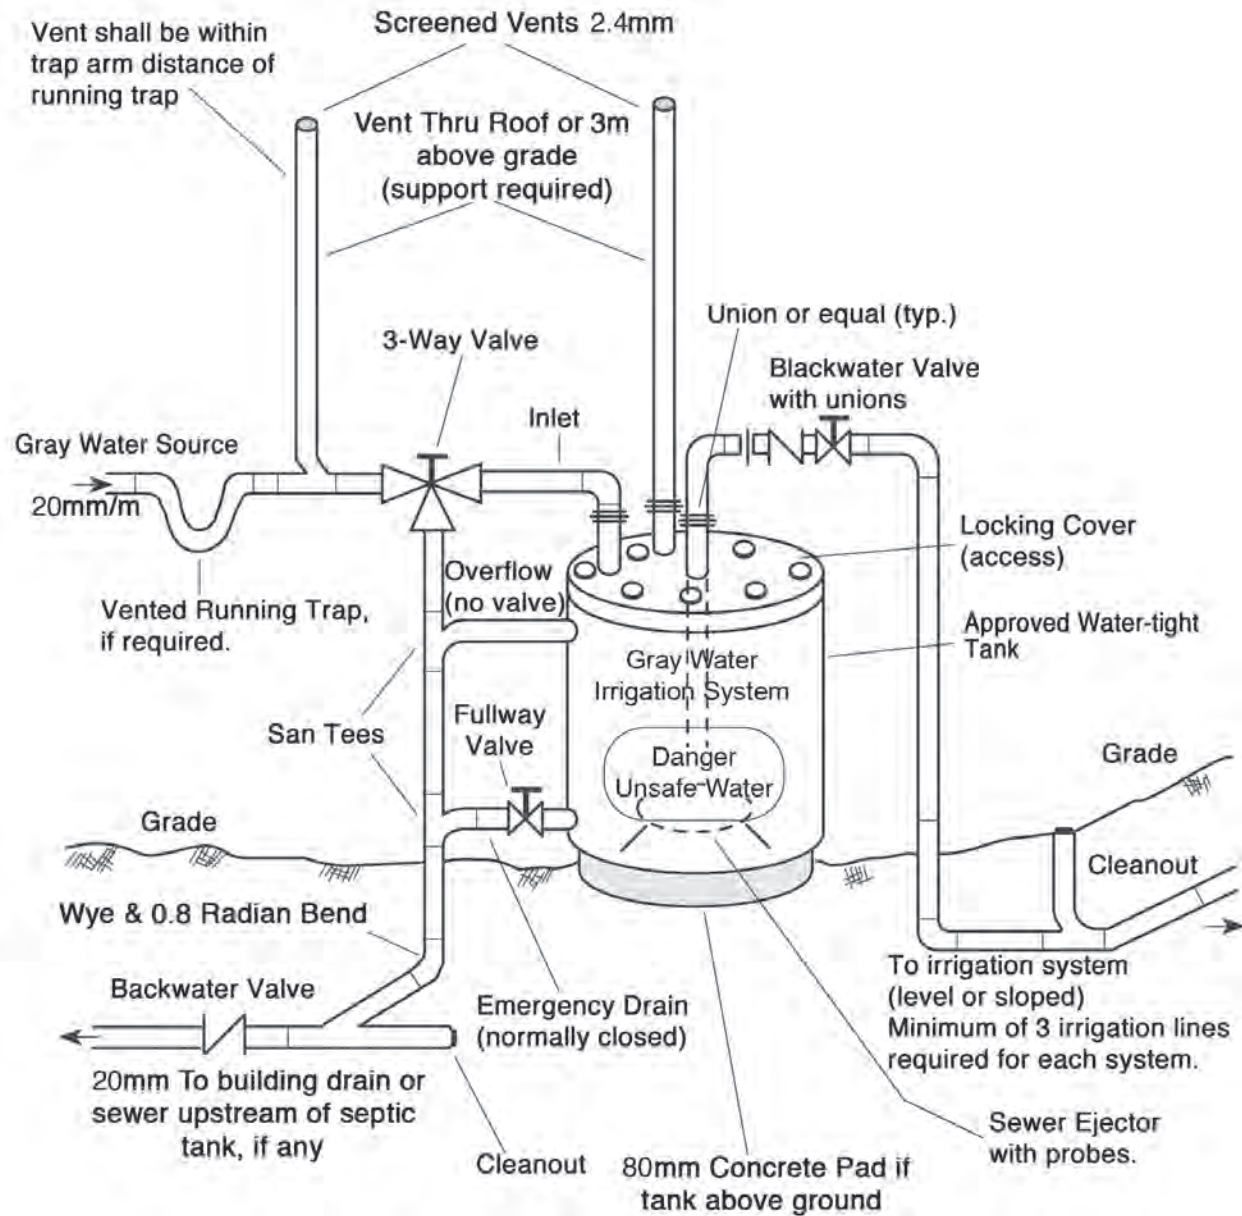 Vent shall be within
trap arm distance of
running trap
Screened Vents 2.4mm
Vent Thru Roof or 3m
above grade
(support required)
3-Way Valve
Union or equal (typ.)
Blackwater Valve
with unions
Inlet
Gray Water Source
20mm/m
Locking Cover
(access)
Overflow
(no valve)
Vented Running Trap,
if required.
Approved Water-tight
Tank
Gray Water
Irrigation System
San Tees
Fullway
Valve
Danger
Unsafe Water
Grade
Grade
Cleanout
Wye & 0.8 Radian Bend
Backwater Valve
Emergency Drain
(normally closed)
To irrigation system
(level or sloped)
Minimum of 3 irrigation lines
required for each system.
20mm To building drain or
sewer upstream of septic
tank, if any
Cleanout
80mm Concrete Pad if
tank above ground
Sewer Ejector
with probes.